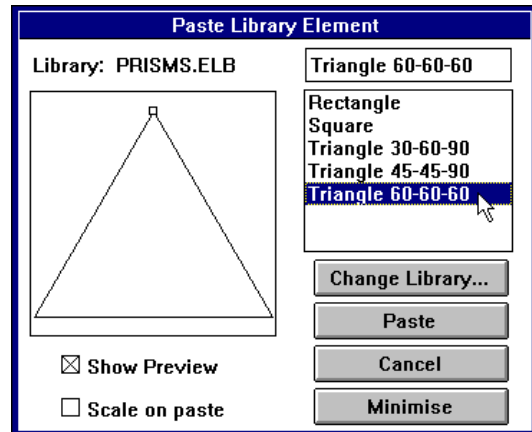 Paste Library Element
Library: PRISMS.ELB
Triangle 60-60-60
Rectangle
Square
Triangle 30-60-90
Triangle 45-45-90
Triangle 60-60-60
Change Library...
Paste
Show Preview
Cancel
Scale on paste
Minimise